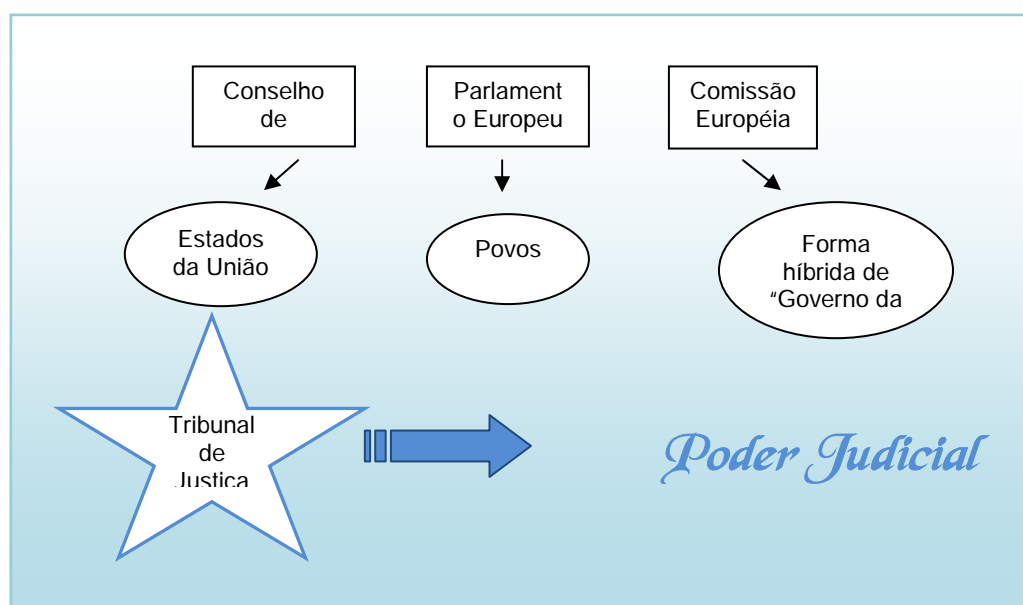 Conselho
de
Parlament
o Europeu
Comissão
Européia
Estados
da União
Povos
Forma
híbrida de
“Governo da
Tribunal
de
Justiça
Poder Judicial